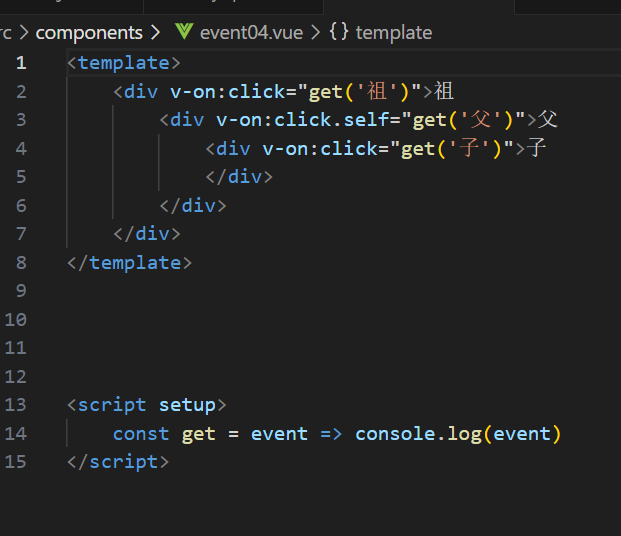 rc > components > event04.vue > {} template
1 <template>
2 <div v-on:click="get('祖')">祖
3 <div v-on:click.self="get('父')">父
4 <div v-on:click="get('子')">子
5 </div>
6 </div>
7 </div>
8 </template>
9
10
11
12
13 <script setup>
14 const get = event => console.log(event)
15 </script>